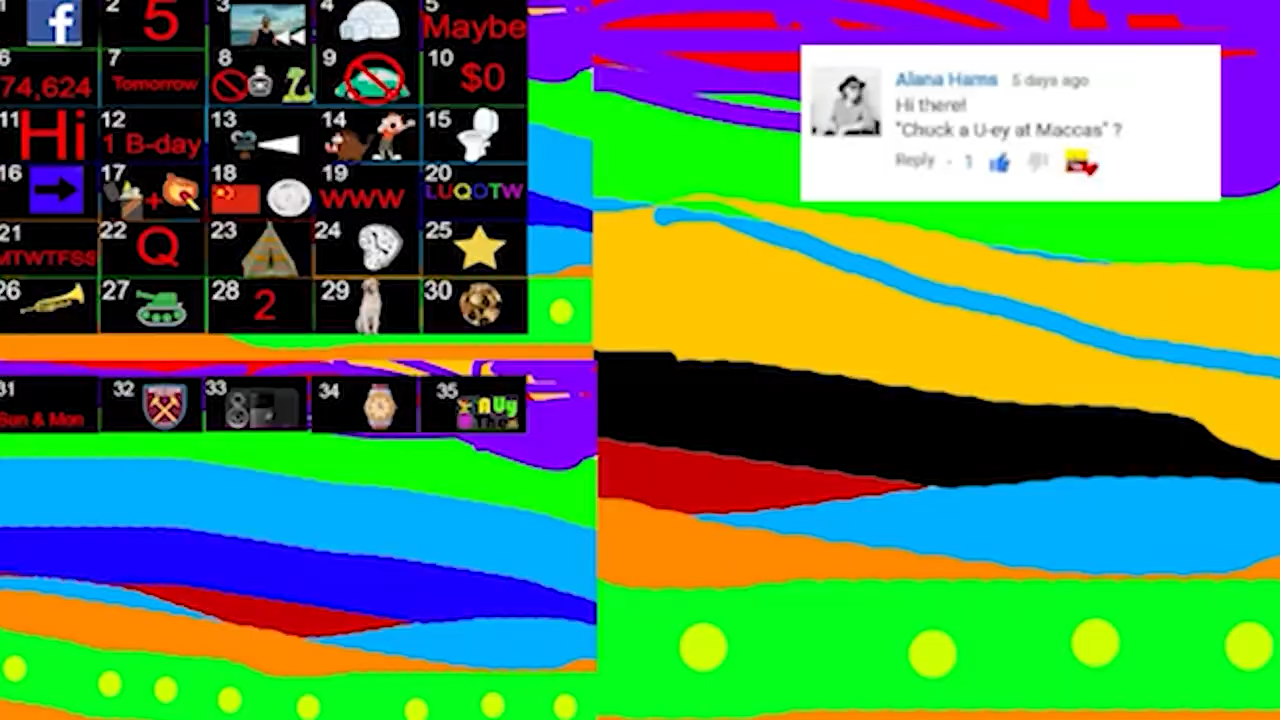 1 2 3 4 5
f 5 Maybe
6 7 8 9 10
74,624 Tomorrow $0
11 12 13 14 15
Hi 1 B-day
16 17 18 19 20
+ WWW LUQOTW
21 22 23 24 25
MTWTFSS Q
26 27 28 29 30
2
31 32 33 34 35
Sun & Mon
Alana Harns 5 days ago
Hi there!
"Chuck a U-ey at Maccas" ?
Reply · 1